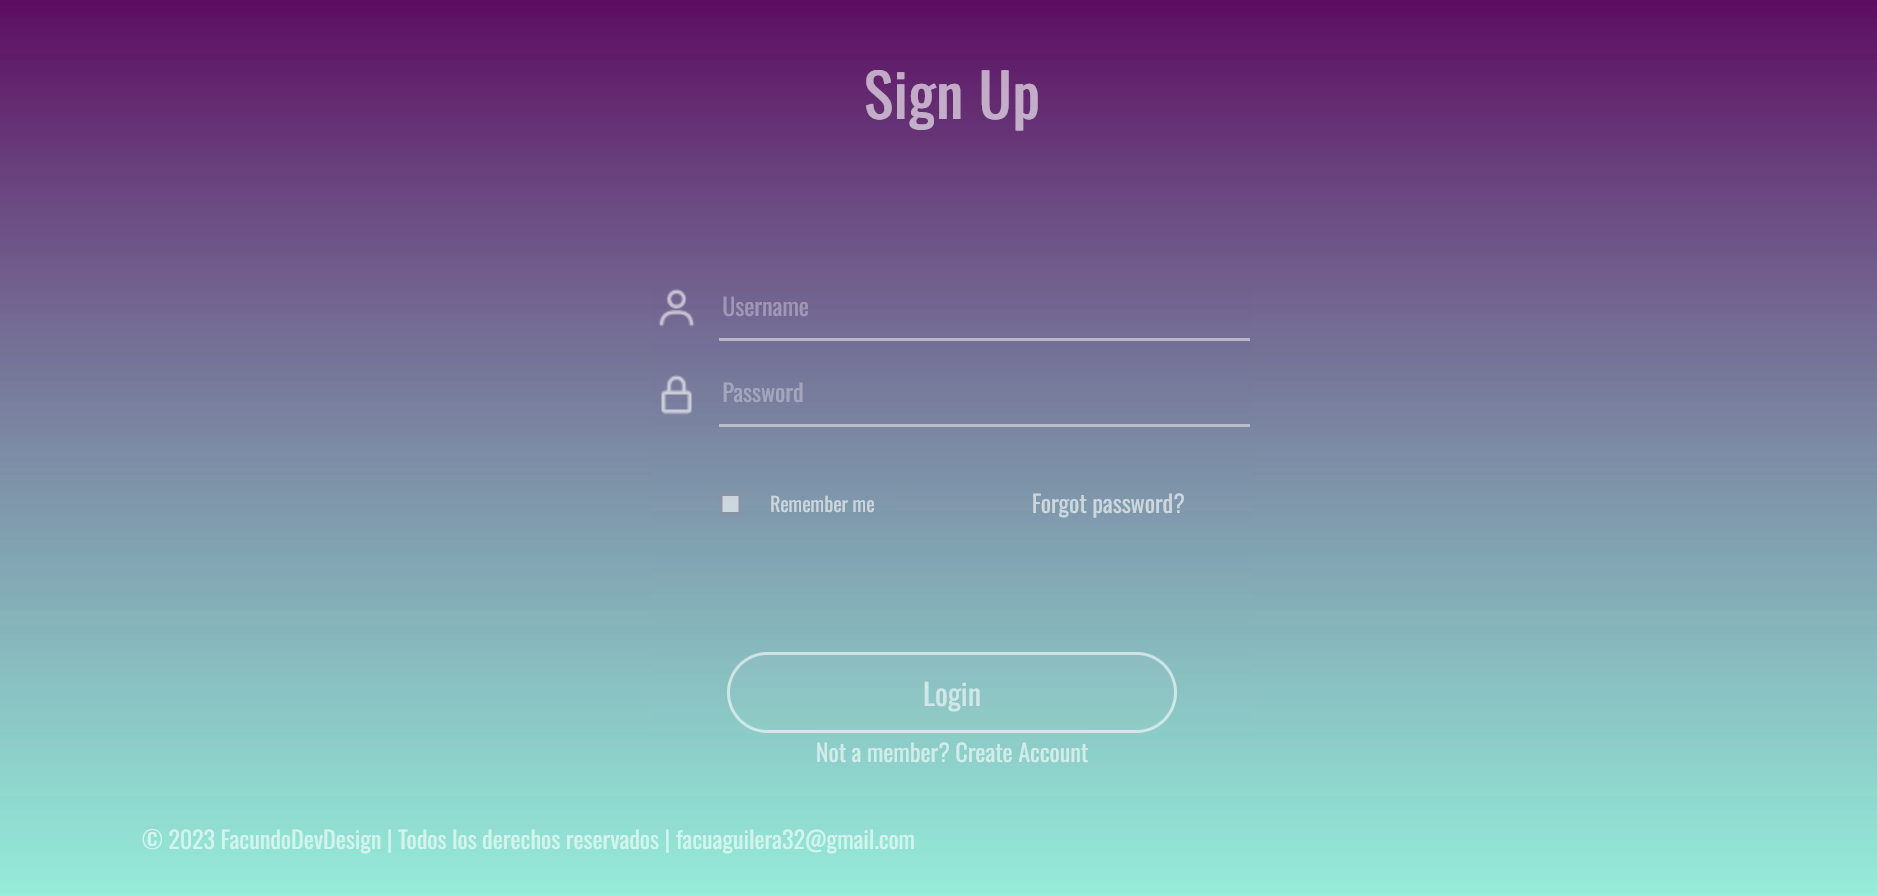 Sign Up
Username
Password
Remember me
Forgot password?
Login
Not a member? Create Account
© 2023 FacundoDevDesign | Todos los derechos reservados | facuaguilera32@gmail.com